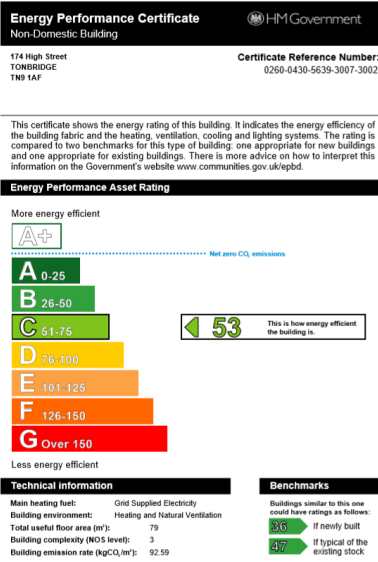 Energy Performance Certificate
HM Government
Non-Domestic Building
174 High Street
TONBRIDGE
TN9 1AF
Certificate Reference Number:
0260-0430-5639-3007-3002
This certificate shows the energy rating of this building. It indicates the energy efficiency of
the building fabric and the heating, ventilation, cooling and lighting systems. The rating is
compared to two benchmarks for this type of building: one appropriate for new buildings
and one appropriate for existing buildings. There is more advice on how to interpret this
information on the Government's website www.communities.gov.uk/epbd.
Energy Performance Asset Rating
More energy efficient
A+
Net zero CO₂ emissions
A 0-25
B 26-50
C 51-75
53
This is how energy efficient
the building is.
D 76-100
E 101-125
F 126-150
G Over 150
Less energy efficient
Technical information
Main heating fuel: Grid Supplied Electricity
Building environment: Heating and Natural Ventilation
Total useful floor area (m²): 79
Building complexity (NOS level): 3
Building emission rate (kgCO₂/m²): 92.59
Benchmarks
Buildings similar to this one
could have ratings as follows:
36 If newly built
47 If typical of the
existing stock